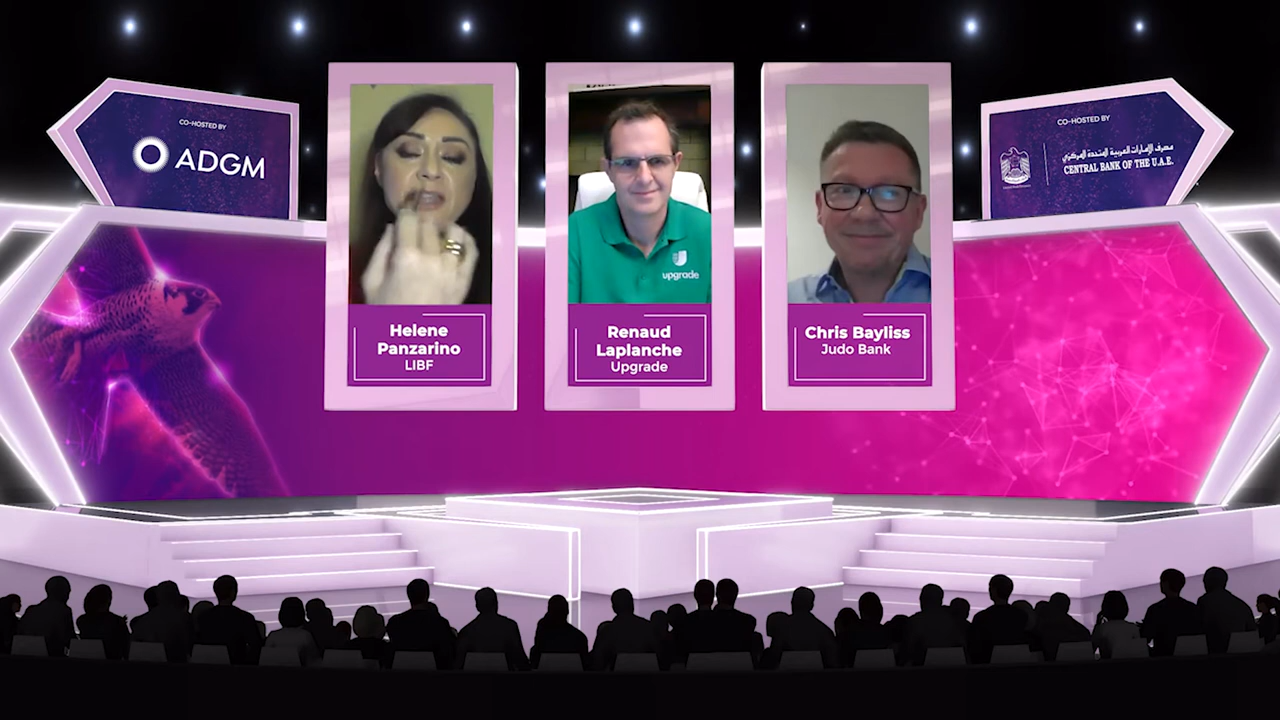 CO-HOSTED BY
ADGM
CO-HOSTED BY
مصرف الإمارات العربية المتحدة المركزي
CENTRAL BANK OF THE U.A.E.
upgrade
Helene
Panzarino
LIBF
Renaud
Laplanche
Upgrade
Chris Bayliss
Judo Bank